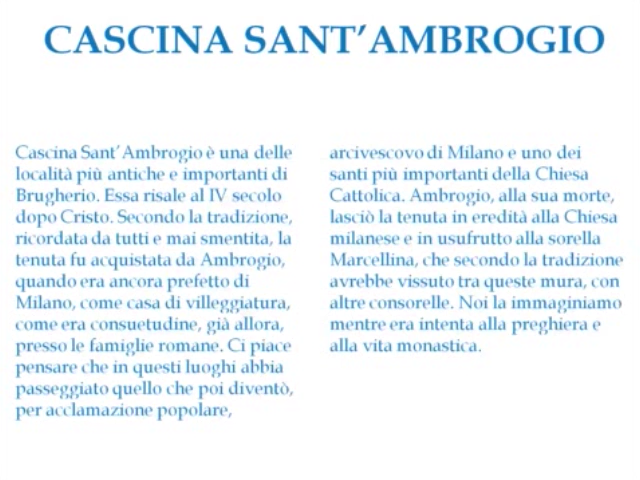 CASCINA SANT'AMBROGIO
Cascina Sant'Ambrogio è una delle
località più antiche e importanti di
Brugherio. Essa risale al IV secolo
dopo Cristo. Secondo la tradizione,
ricordata da tutti e mai smentita, la
tenuta fu acquistata da Ambrogio,
quando era ancora prefetto di
Milano, come casa di villeggiatura,
come era consuetudine, già allora,
presso le famiglie romane. Ci piace
pensare che in questi luoghi abbia
passeggiato quello che poi diventò,
per acclamazione popolare,
arcivescovo di Milano e uno dei
santi più importanti della Chiesa
Cattolica. Ambrogio, alla sua morte,
lasciò la tenuta in eredità alla Chiesa
milanese e in usufrutto alla sorella
Marcellina, che secondo la tradizione
avrebbe vissuto tra queste mura, con
altre consorelle. Noi la immaginiamo
mentre era intenta alla preghiera e
alla vita monastica.